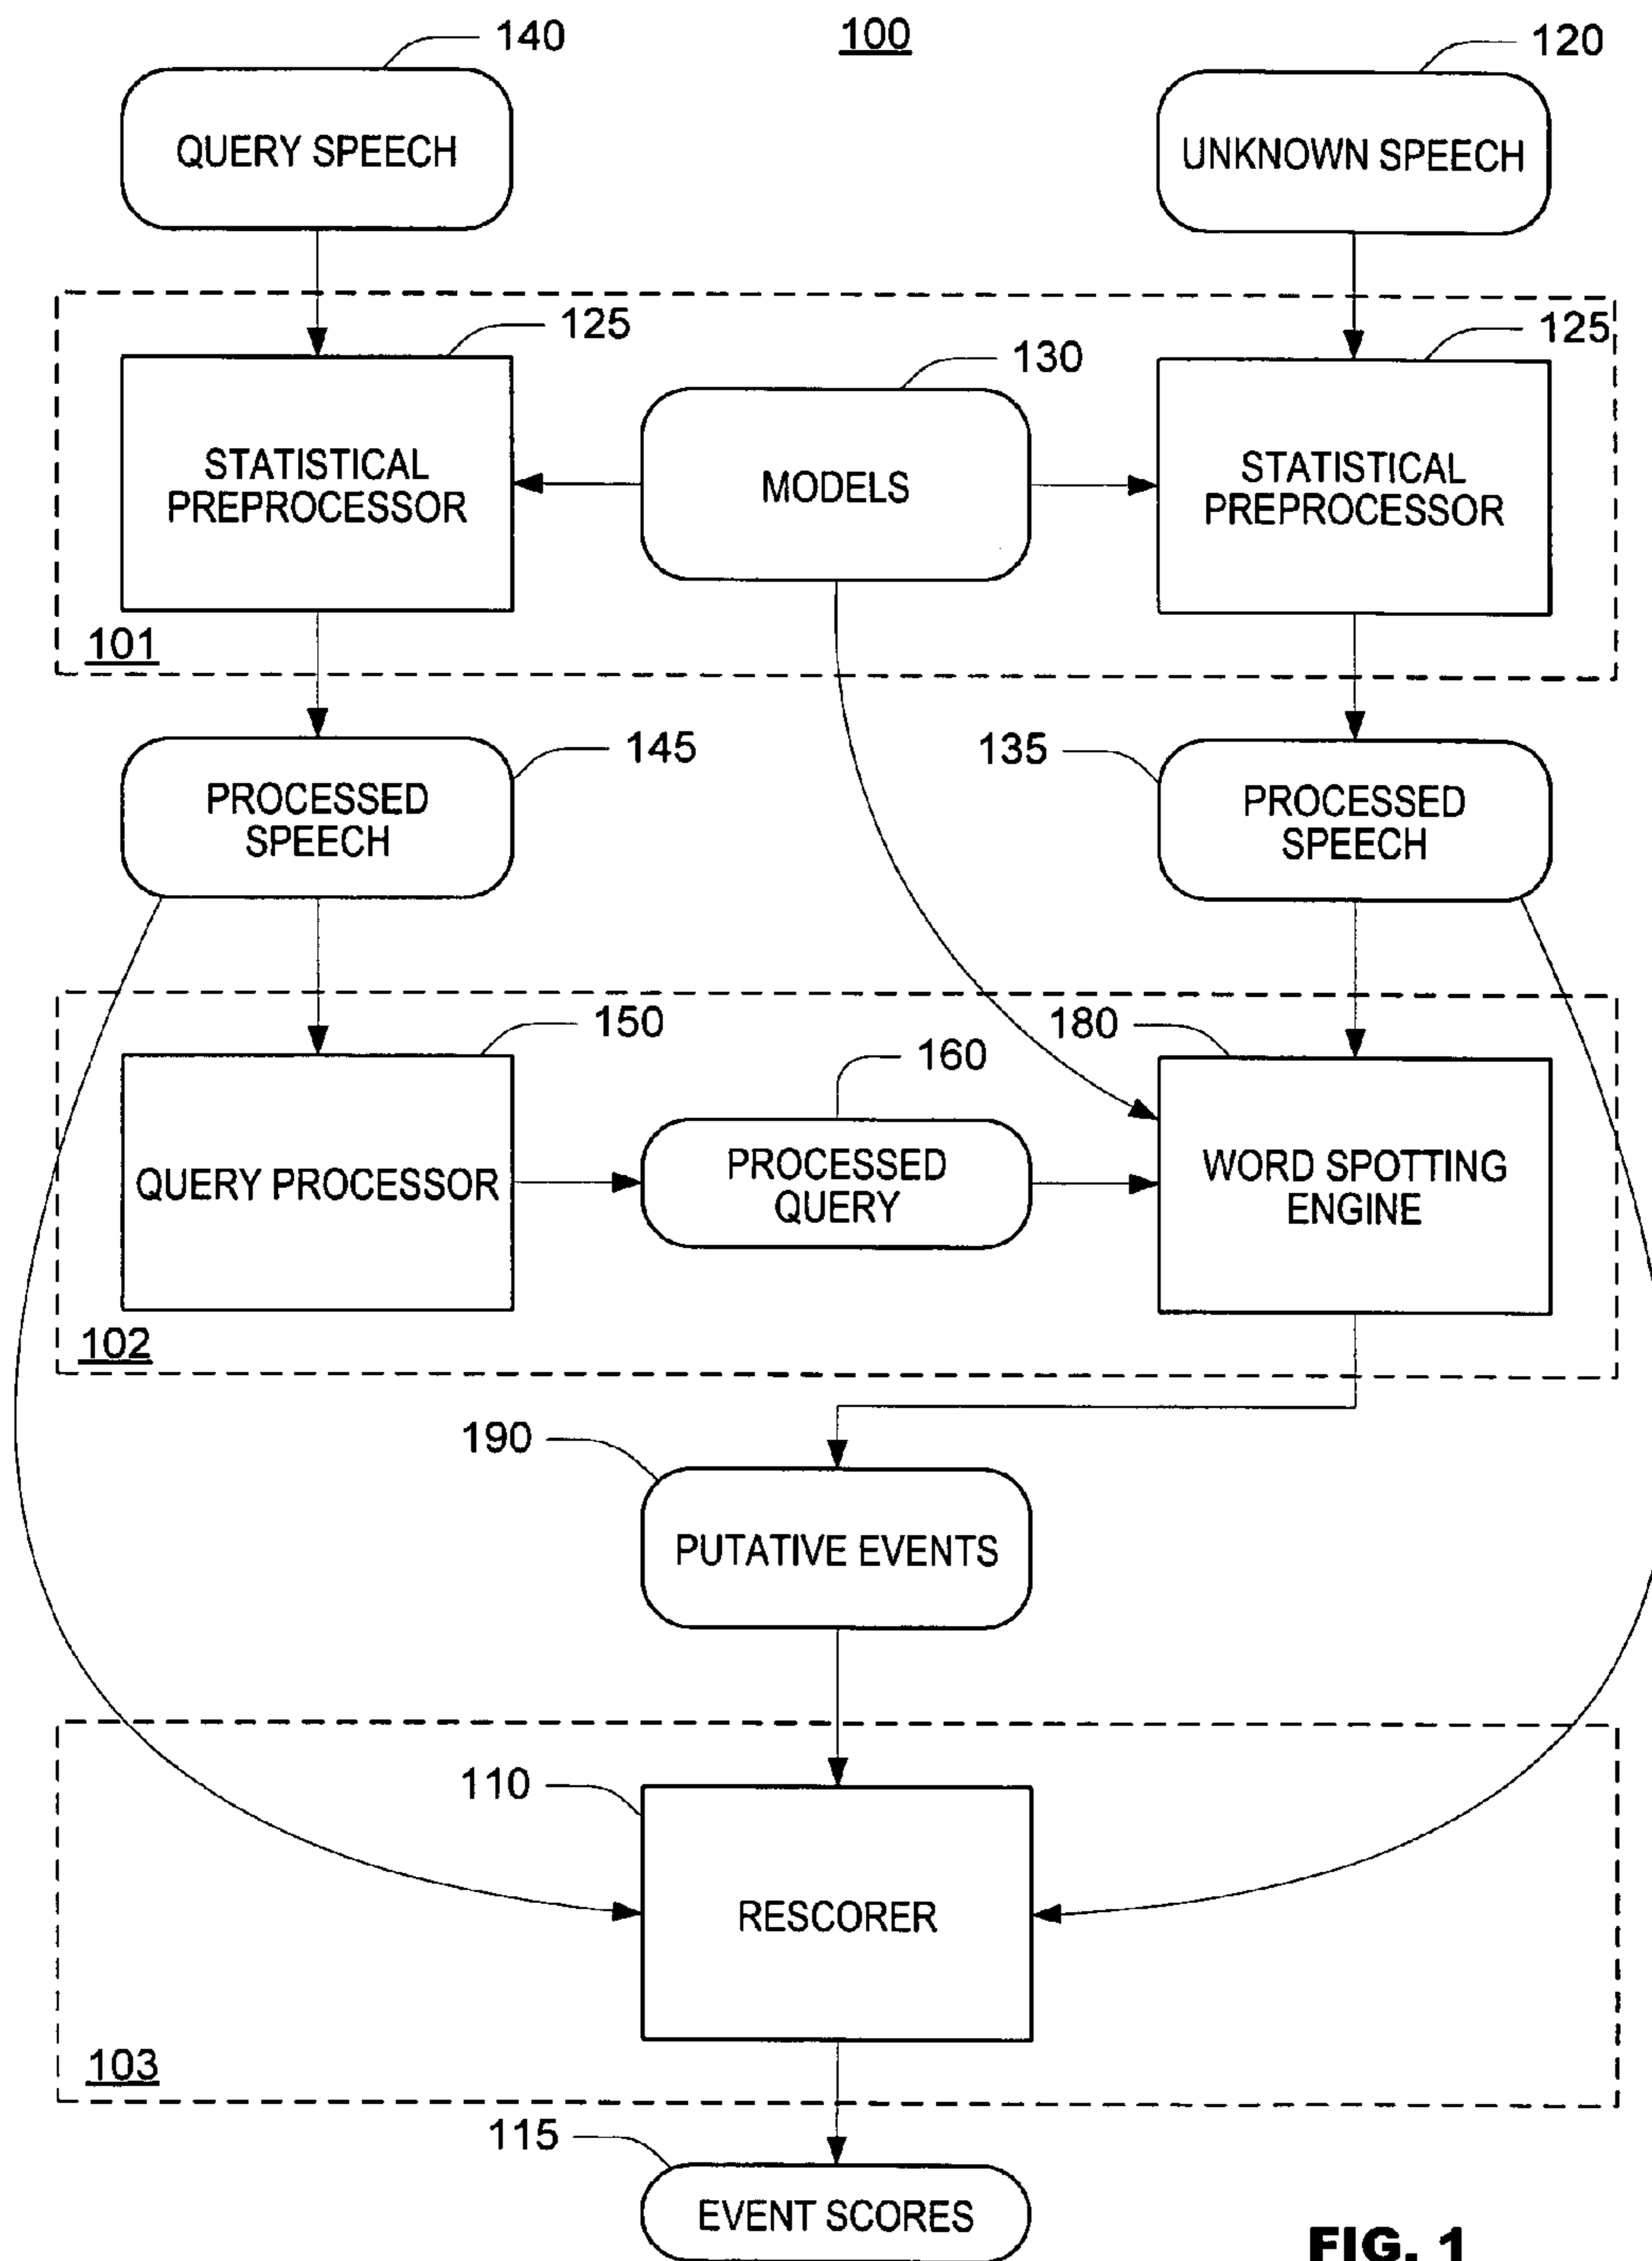 100
140
120
QUERY SPEECH
UNKNOWN SPEECH
125
125
130
STATISTICAL
PREPROCESSOR
MODELS
STATISTICAL
PREPROCESSOR
101
145
135
PROCESSED
SPEECH
PROCESSED
SPEECH
150
180
160
QUERY PROCESSOR
PROCESSED
QUERY
WORD SPOTTING
ENGINE
102
190
PUTATIVE EVENTS
110
RESCORER
103
115
EVENT SCORES
FIG. 1